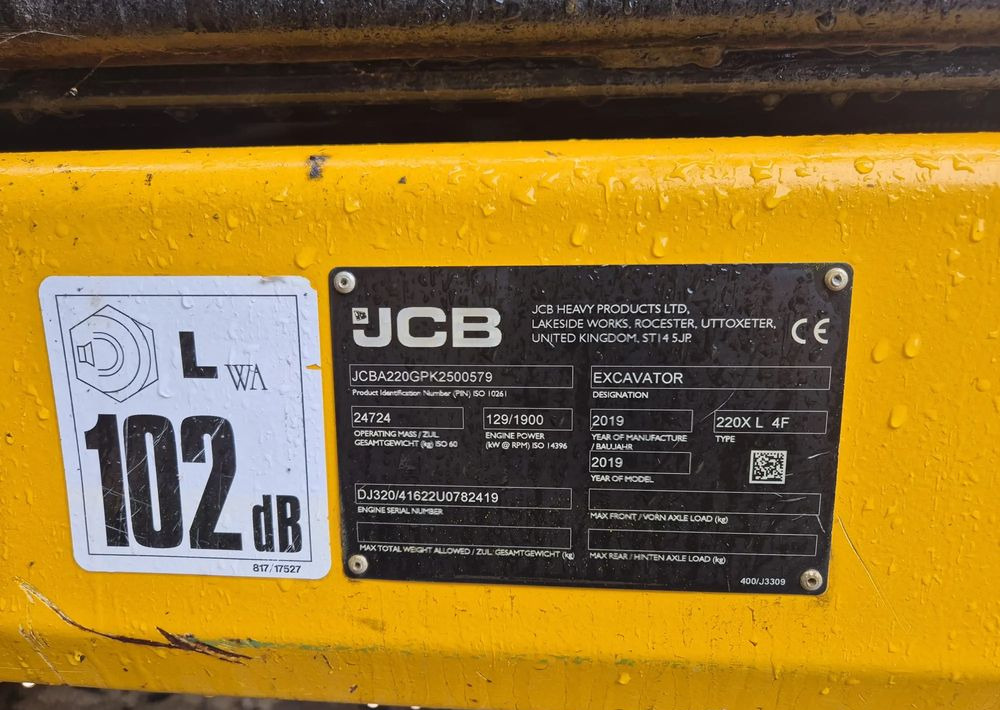 L WA
102 dB
817/17527
JCB
JCB HEAVY PRODUCTS LTD,
LAKESIDE WORKS, ROCESTER, UTTOXETER,
UNITED KINGDOM, ST14 5JP.
CE
JCBA220GPK2500579
Product Identification Number (PIN) ISO 10261
EXCAVATOR
DESIGNATION
24724
OPERATING MASS / ZUL.
GESAMTGEWICHT (kg) ISO 60
129/1900
ENGINE POWER
(kW @ RPM) ISO 14396
2019
YEAR OF MANUFACTURE
/ BAUJAHR
220X L 4F
TYPE
2019
YEAR OF MODEL
DJ320/41622U0782419
ENGINE SERIAL NUMBER
MAX FRONT / VORN AXLE LOAD (kg)
MAX TOTAL WEIGHT ALLOWED / ZUL. GESAMTGEWICHT (kg)
MAX REAR / HINTEN AXLE LOAD (kg)
400/J3309